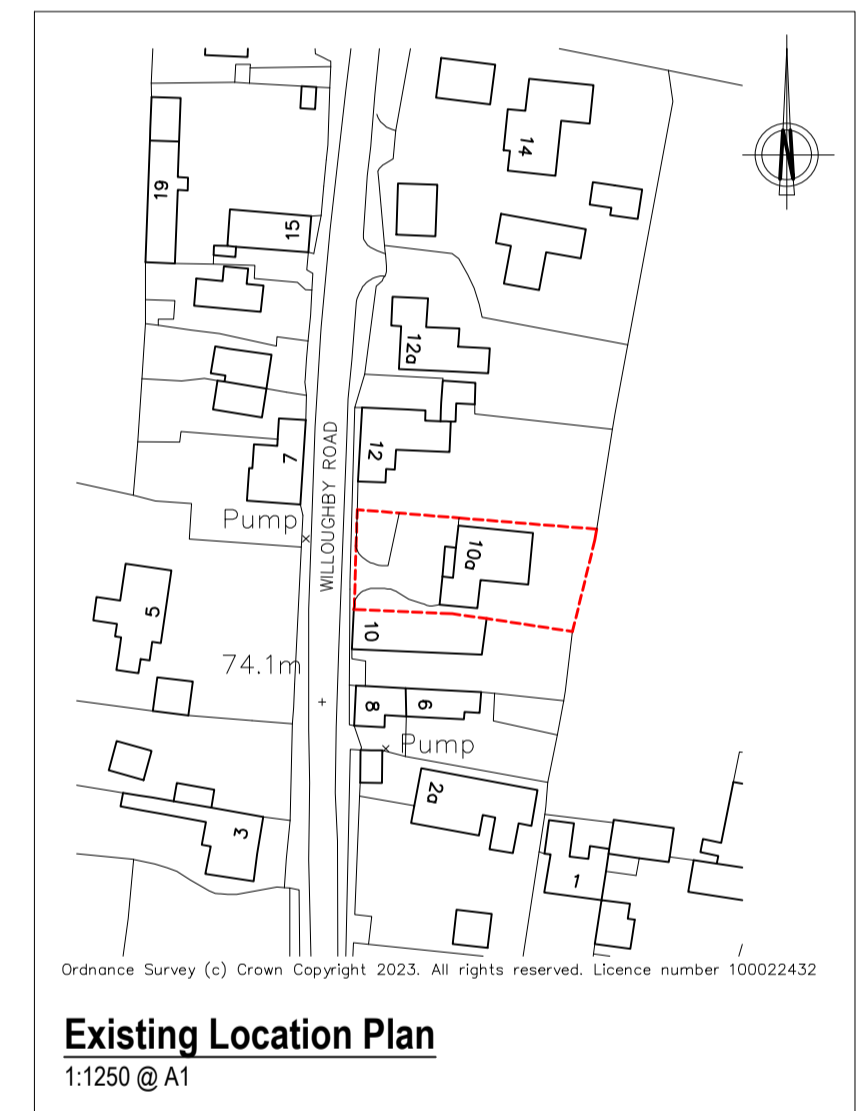 N
14
19
15
12a
12
7
WILLOUGHBY ROAD
Pump
10a
5
10
74.1m
8
6
Pump
2a
3
1
Ordnance Survey (c) Crown Copyright 2023. All rights reserved. Licence number 100022432
Existing Location Plan
1:1250 @ A1